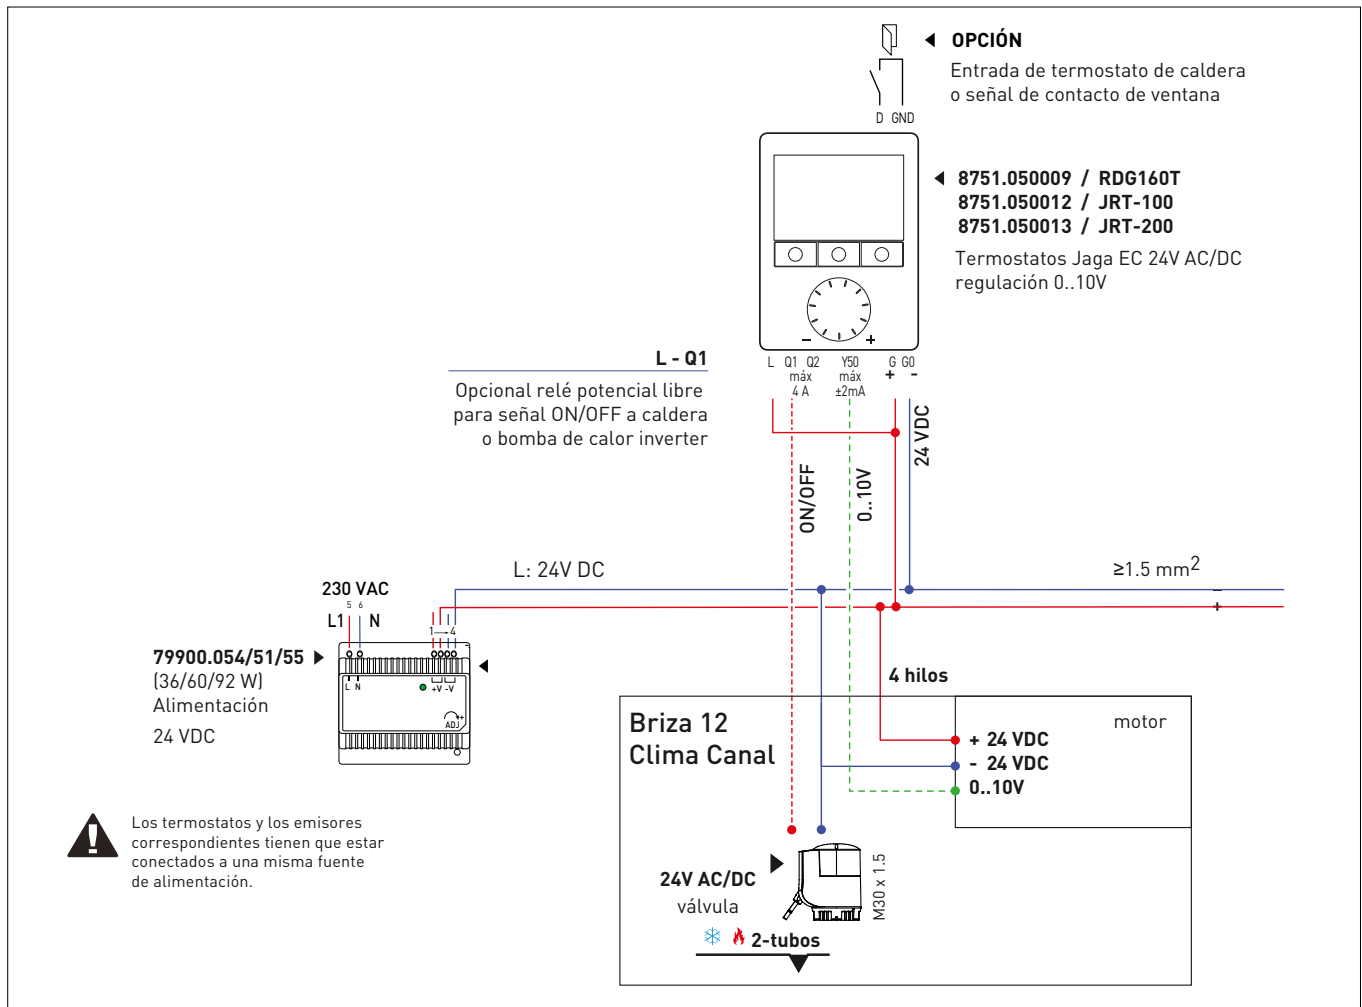 OPCIÓN
Entrada de termostato de caldera
o señal de contacto de ventana
D GND
8751.050009 / RDG160T
8751.050012 / JRT-100
8751.050013 / JRT-200
Termostatos Jaga EC 24V AC/DC
regulación 0..10V
- +
L - Q1
Opcional relé potencial libre
para señal ON/OFF a caldera
o bomba de calor inverter
L Q1 Q2 Y50 G G0
máx máx + -
4 A ±2mA
ON/OFF
0..10V
24 VDC
L: 24V DC
≥1.5 mm²
-
+
230 VAC
5 6
L1 N
1 4
79900.054/51/55
(36/60/92 W)
Alimentación
24 VDC
L N
+V -V
+
ADJ
4 hilos
Briza 12
Clima Canal
motor
+ 24 VDC
- 24 VDC
0..10V
Los termostatos y los emisores
correspondientes tienen que estar
conectados a una misma fuente
de alimentación.
24V AC/DC
válvula
M30 x 1.5
2-tubos